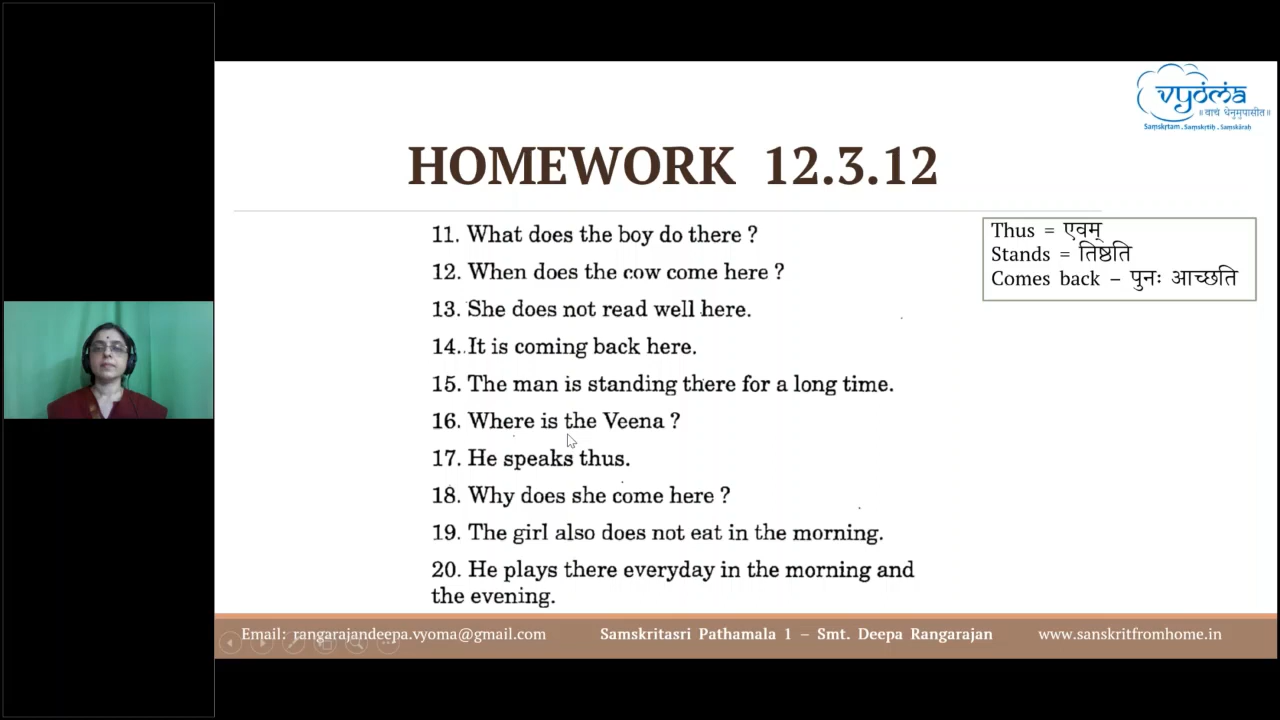 vyoma
॥ वाचं धेनुमुपासीत॥
Saṃskṛtam . Saṃskṛtiḥ . Saṃskāraḥ
HOMEWORK 12.3.12
11. What does the boy do there ?
12. When does the cow come here ?
13. She does not read well here.
14. It is coming back here.
15. The man is standing there for a long time.
16. Where is the Veena ?
17. He speaks thus.
18. Why does she come here ?
19. The girl also does not eat in the morning.
20. He plays there everyday in the morning and
the evening.
Thus = एवम्
Stands = तिष्ठति
Comes back – पुनः आच्छति
Email: rangarajandeepa.vyoma@gmail.com Samskritasri Pathamala 1 – Smt. Deepa Rangarajan www.sanskritfromhome.in